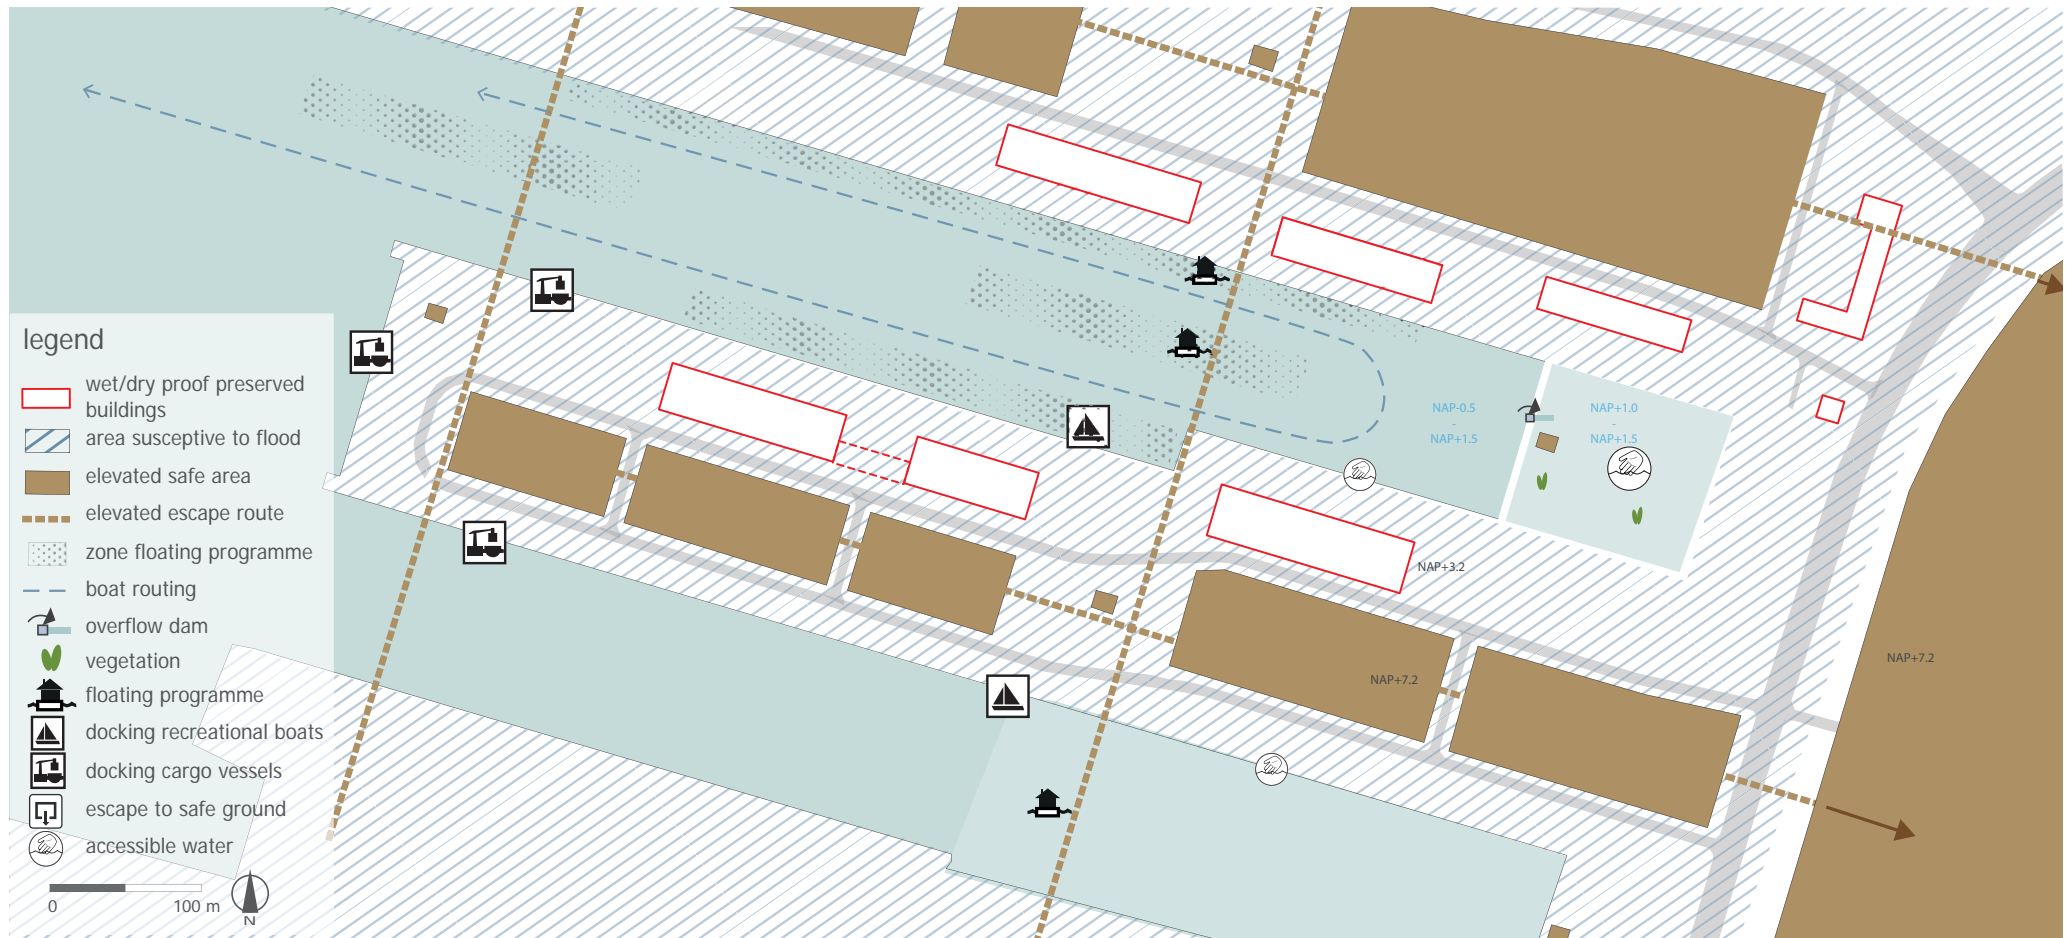 legend
wet/dry proof preserved
buildings
area susceptive to flood
elevated safe area
elevated escape route
zone floating programme
boat routing
overflow dam
vegetation
floating programme
docking recreational boats
docking cargo vessels
escape to safe ground
accessible water
0 100 m
N
NAP-0.5
-
NAP+1.5
NAP+1.0
-
NAP+1.5
NAP+3.2
NAP+7.2
NAP+7.2